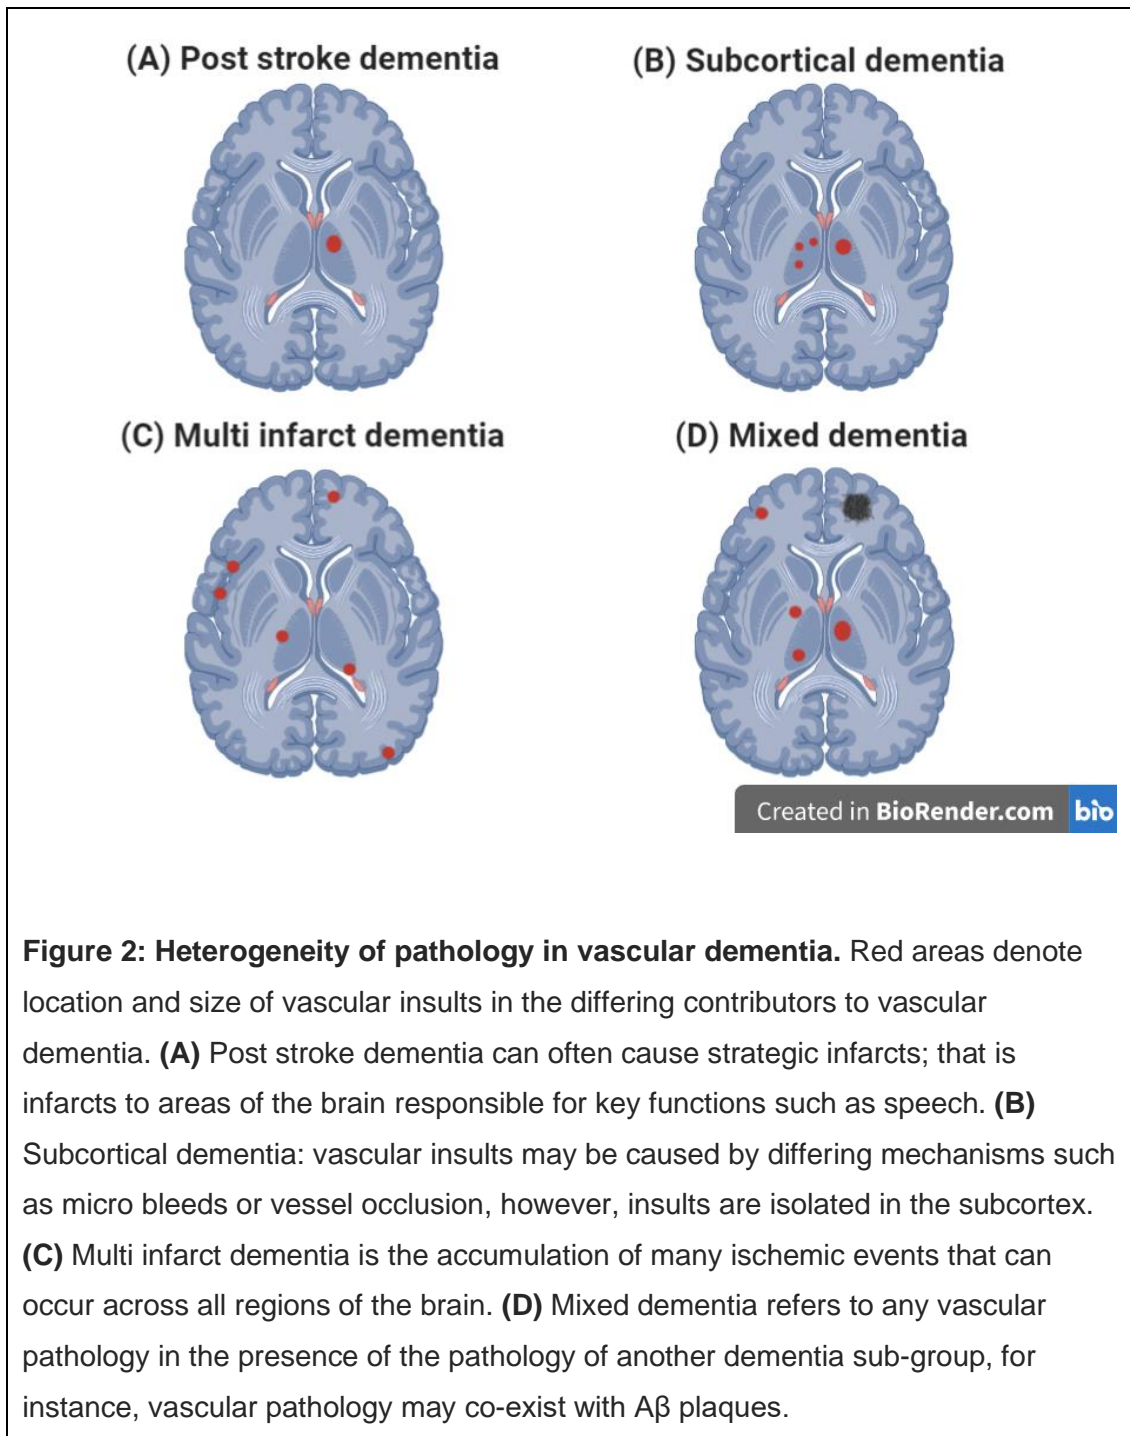 (A) Post stroke dementia
(B) Subcortical dementia
(C) Multi infarct dementia
(D) Mixed dementia
Created in BioRender.com bio
Figure 2: Heterogeneity of pathology in vascular dementia. Red areas denote
location and size of vascular insults in the differing contributors to vascular
dementia. (A) Post stroke dementia can often cause strategic infarcts; that is
infarcts to areas of the brain responsible for key functions such as speech. (B)
Subcortical dementia: vascular insults may be caused by differing mechanisms such
as micro bleeds or vessel occlusion, however, insults are isolated in the subcortex.
(C) Multi infarct dementia is the accumulation of many ischemic events that can
occur across all regions of the brain. (D) Mixed dementia refers to any vascular
pathology in the presence of the pathology of another dementia sub-group, for
instance, vascular pathology may co-exist with Aβ plaques.